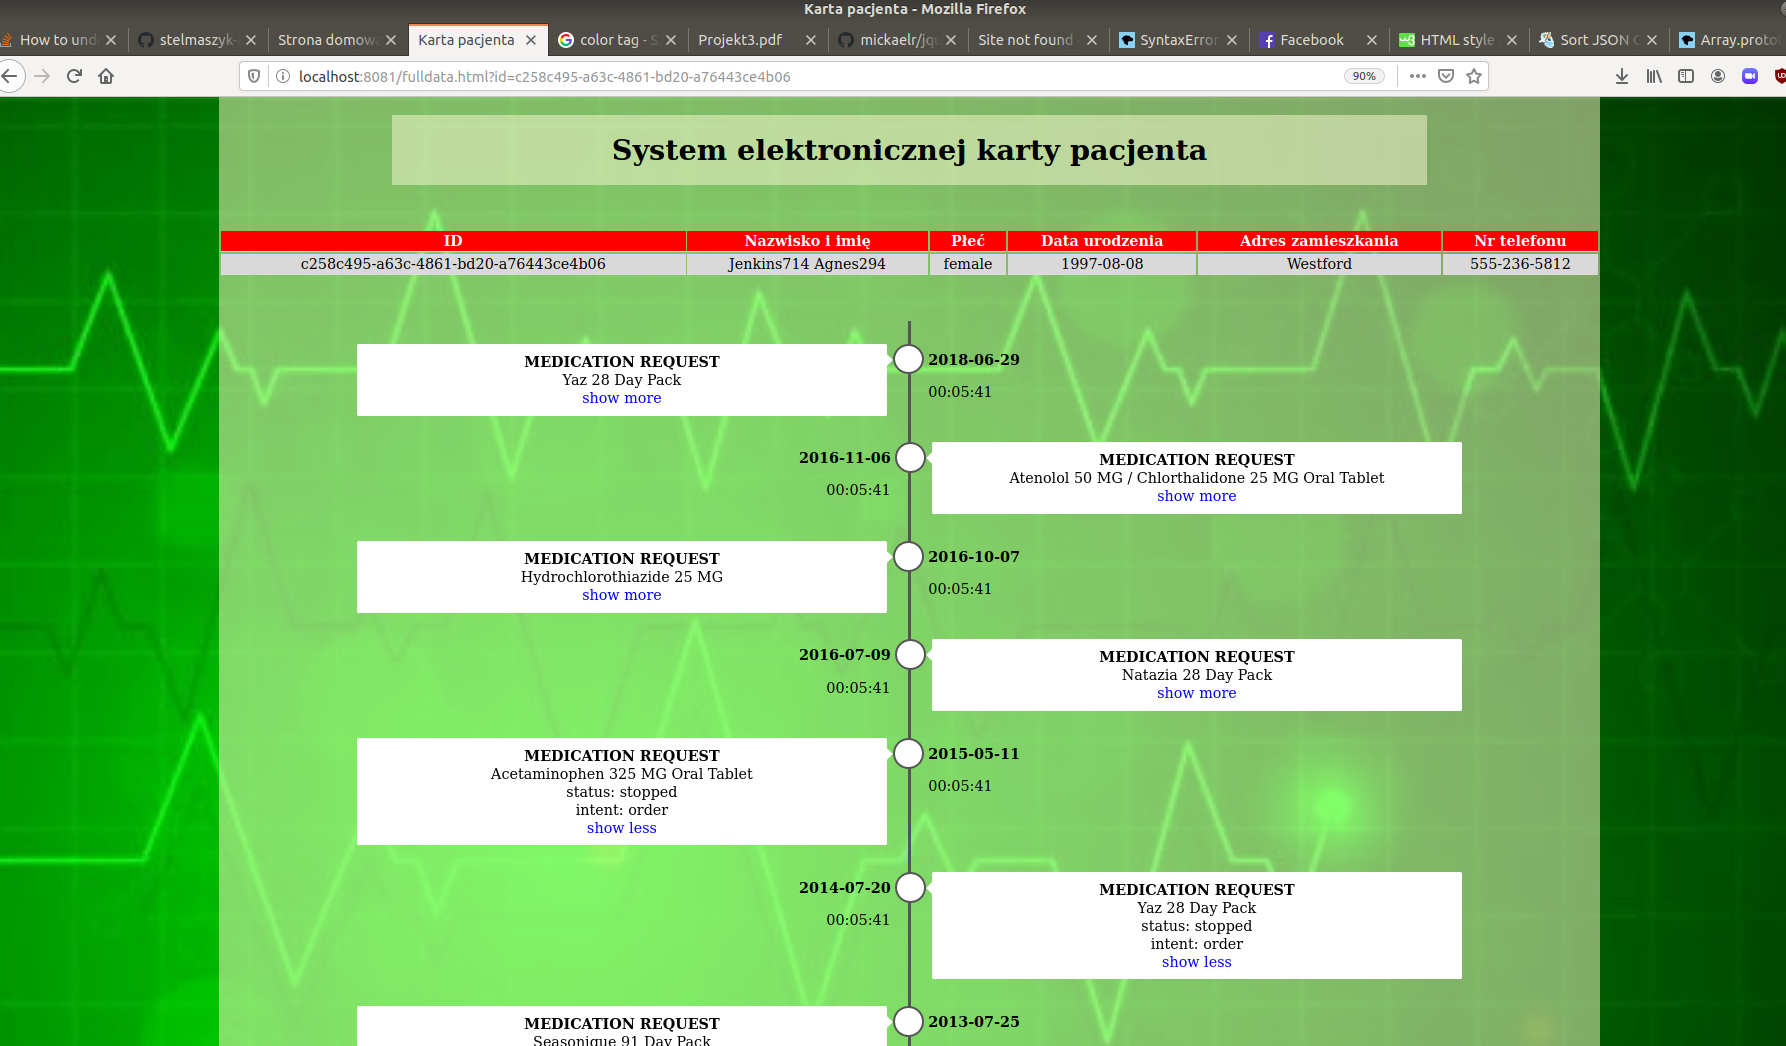 Karta pacjenta - Mozilla Firefox
How to und
stelmaszyk-
Strona domowa
Karta pacjenta
color tag - S
Projekt3.pdf
mickaelr/jqu
Site not found
SyntaxError
Facebook
HTML style
Sort JSON
Array.proto
localhost:8081/fulldata.html?id=c258c495-a63c-4861-bd20-a76443ce4b06
90%
System elektronicznej karty pacjenta
ID Nazwisko i imię Płeć Data urodzenia Adres zamieszkania Nr telefonu
c258c495-a63c-4861-bd20-a76443ce4b06 Jenkins714 Agnes294 female 1997-08-08 Westford 555-236-5812
MEDICATION REQUEST
Yaz 28 Day Pack
show more
2018-06-29
00:05:41
2016-11-06
00:05:41
MEDICATION REQUEST
Atenolol 50 MG / Chlorthalidone 25 MG Oral Tablet
show more
MEDICATION REQUEST
Hydrochlorothiazide 25 MG
show more
2016-10-07
00:05:41
2016-07-09
00:05:41
MEDICATION REQUEST
Natazia 28 Day Pack
show more
MEDICATION REQUEST
Acetaminophen 325 MG Oral Tablet
status: stopped
intent: order
show less
2015-05-11
00:05:41
2014-07-20
00:05:41
MEDICATION REQUEST
Yaz 28 Day Pack
status: stopped
intent: order
show less
MEDICATION REQUEST
Seasonique 91 Day Pack
2013-07-25